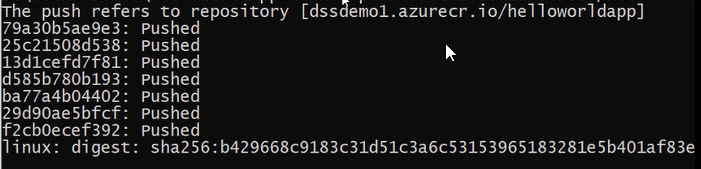 The push refers to repository [dssdemo1.azurecr.io/helloworldapp]
79a30b5ae9e3: Pushed
25c21508d538: Pushed
13d1cefd7f81: Pushed
d585b780b193: Pushed
ba77a4b04402: Pushed
29d90ae5bfcf: Pushed
f2cb0ecef392: Pushed
linux: digest: sha256:b429668c9183c31d51c3a6c53153965183281e5b401af83e